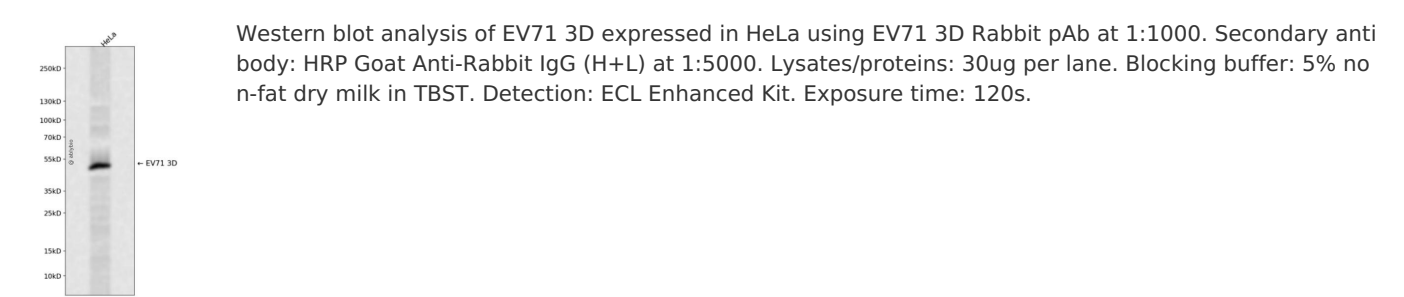 HeLa
Western blot analysis of EV71 3D expressed in HeLa using EV71 3D Rabbit pAb at 1:1000. Secondary anti
body: HRP Goat Anti-Rabbit IgG (H+L) at 1:5000. Lysates/proteins: 30ug per lane. Blocking buffer: 5% no
n-fat dry milk in TBST. Detection: ECL Enhanced Kit. Exposure time: 120s.
250kD
130kD
100kD
70kD
55kD
← EV71 3D
35kD
25kD
15kD
10kD